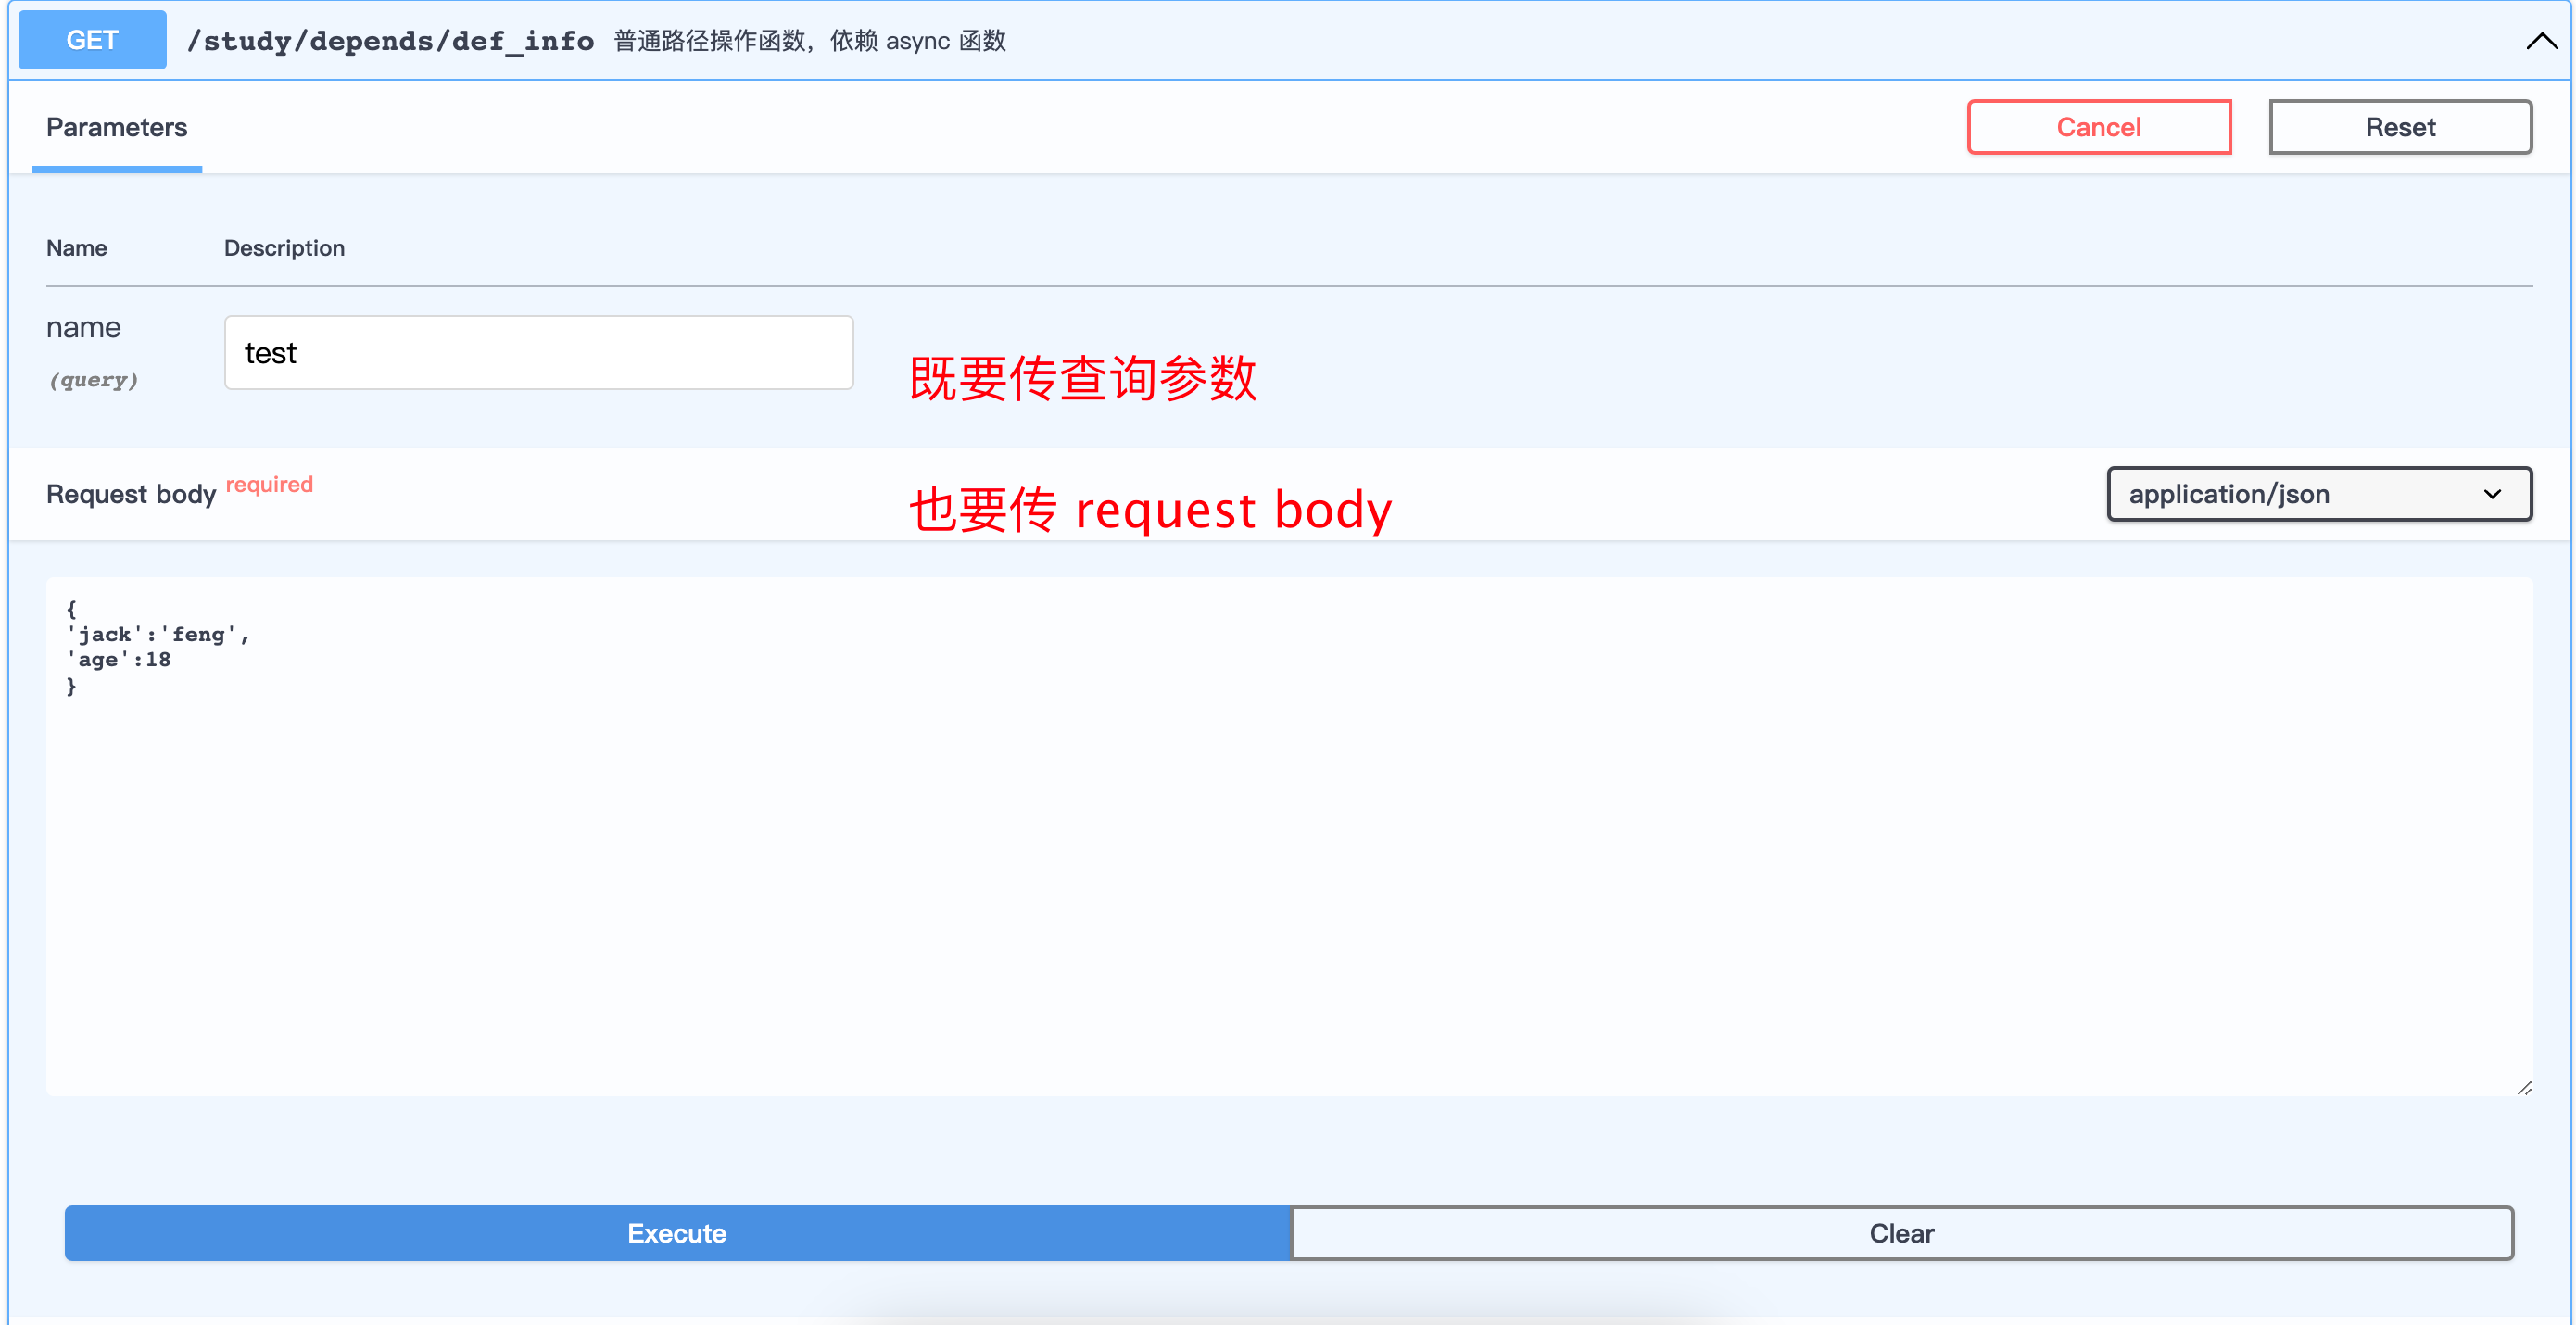 GET /study/depends/def_info 普通路径操作函数，依赖 async 函数
Parameters Cancel Reset
Name Description
name test
(query)
既要传查询参数
Request body required application/json
也要传 request body
{
'jack':'feng',
'age':18
}
Execute Clear